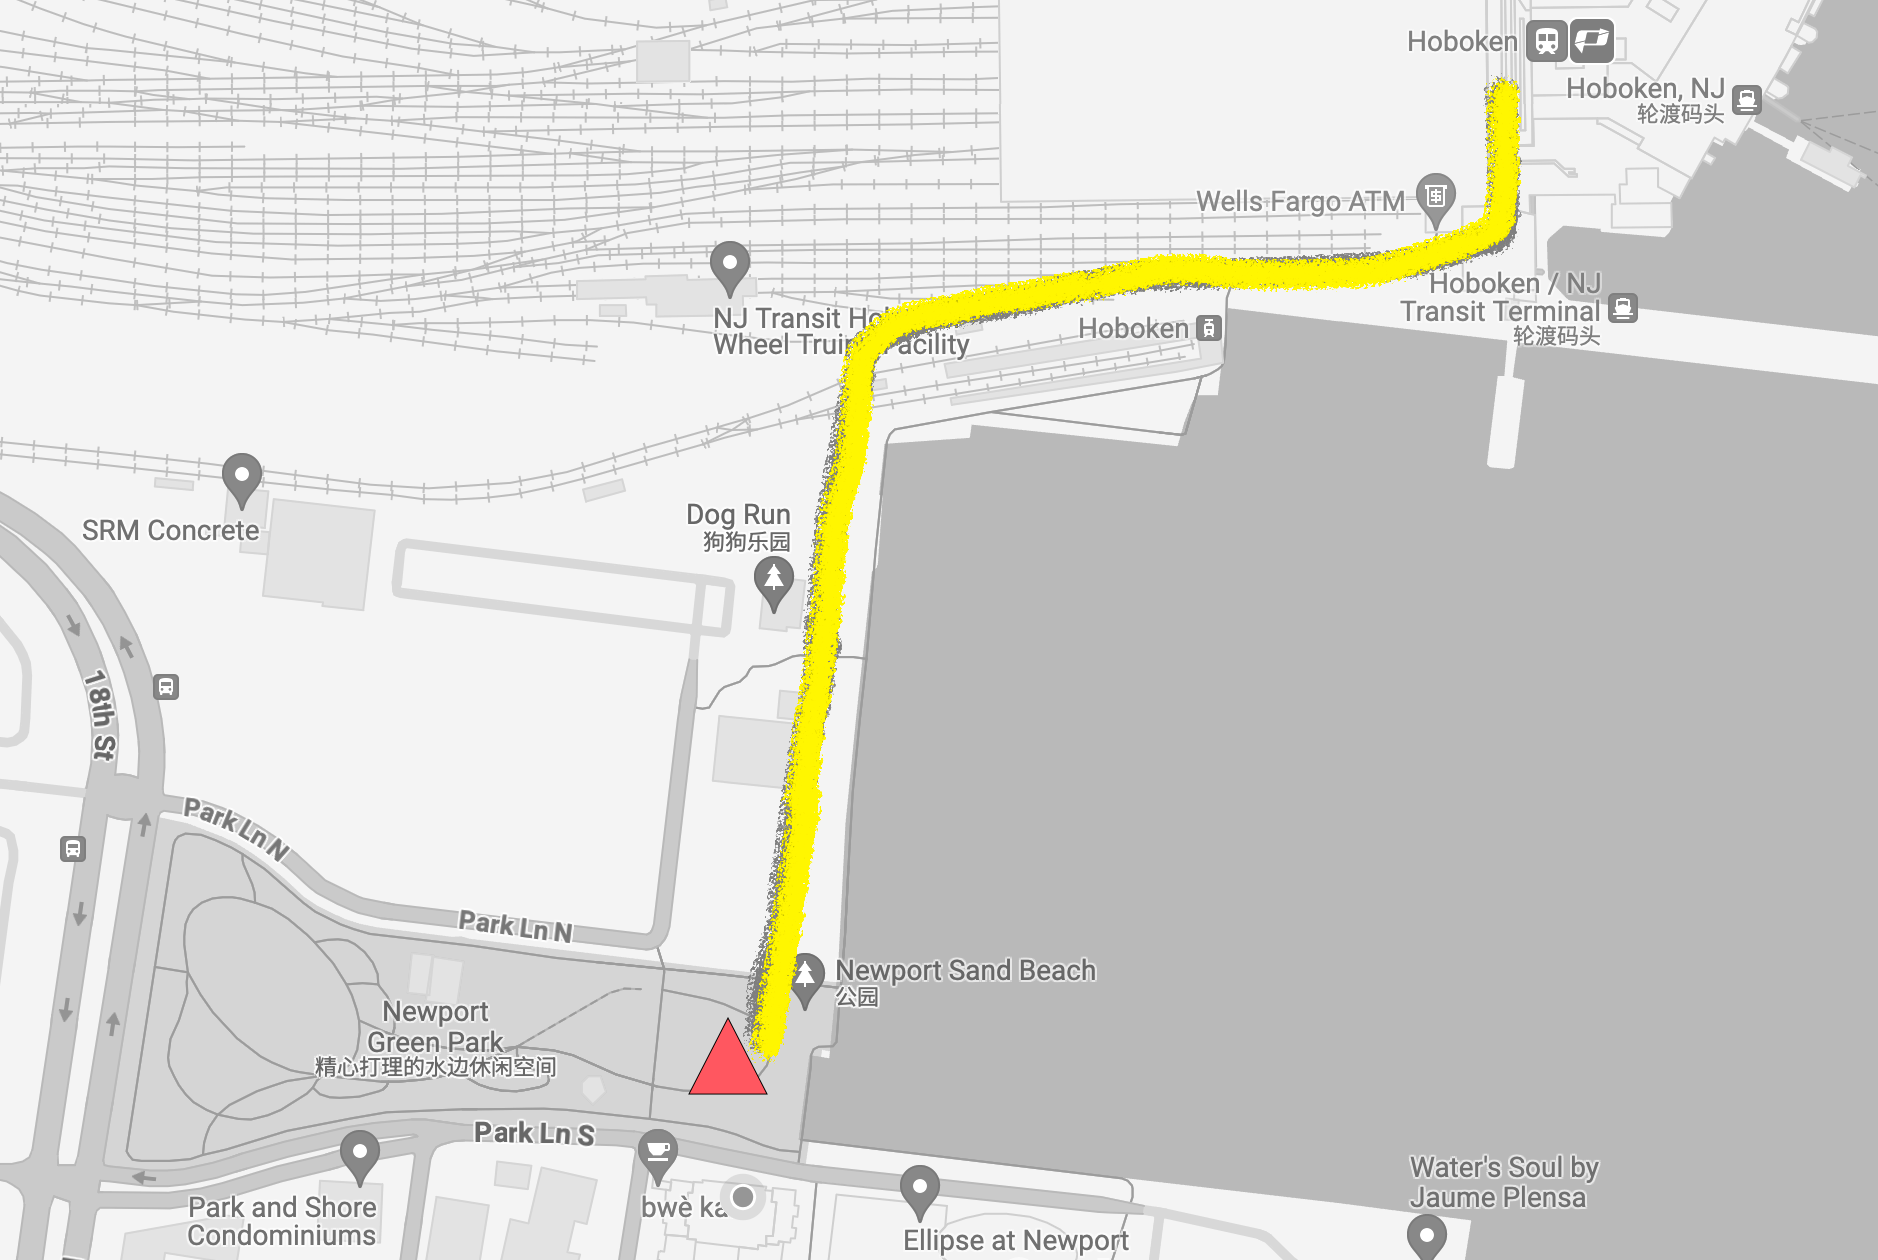 Hoboken
Hoboken, NJ
轮渡码头
Wells Fargo ATM
Hoboken / NJ
Transit Terminal
轮渡码头
NJ Transit
Wheel
Hoboken
SRM Concrete
Dog Run
狗狗乐园
18th St
Park Ln N
Park Ln N
Newport Sand Beach
公园
Newport
Green Park
精心打理的水边休闲空间
Park Ln S
bwè ka
Park and Shore
Condominiums
Ellipse at Newport
Water's Soul by
Jaume Plensa